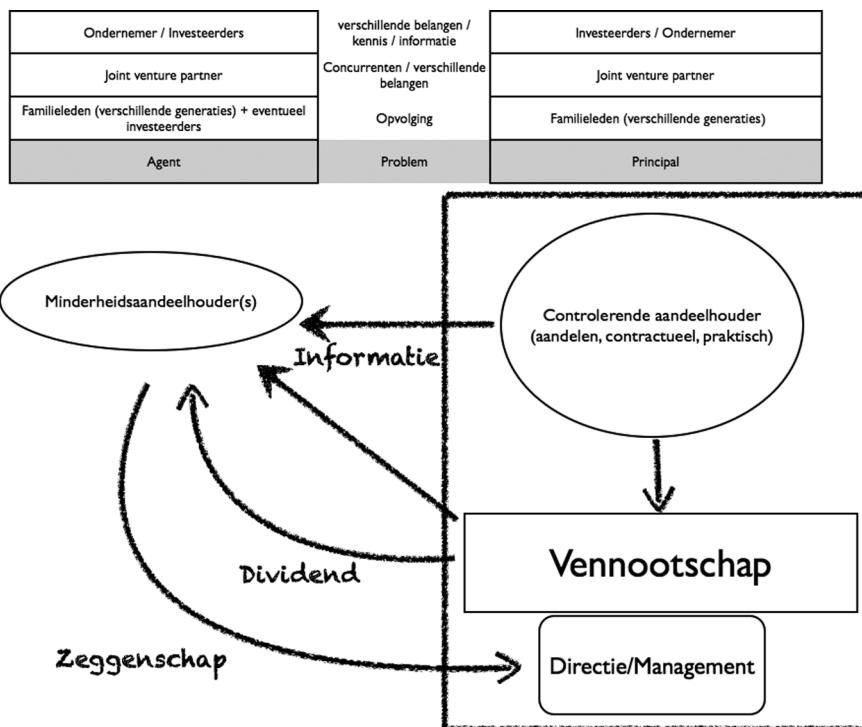 Ondernemer / Investeerders
verschillende belangen /
kennis / informatie
Investeerders / Ondernemer
Joint venture partner
Concurrenten / verschillende
belangen
Joint venture partner
Familieleden (verschillende generaties) + eventueel
investeerders
Opvolging
Familieleden (verschillende generaties)
Agent
Problem
Principal
Minderheidsaandeelhouder(s)
Controlerende aandeelhouder
(aandelen, contractueel, praktisch)
Informatie
Vennootschap
Dividend
Zeggenschap
Directie/Management